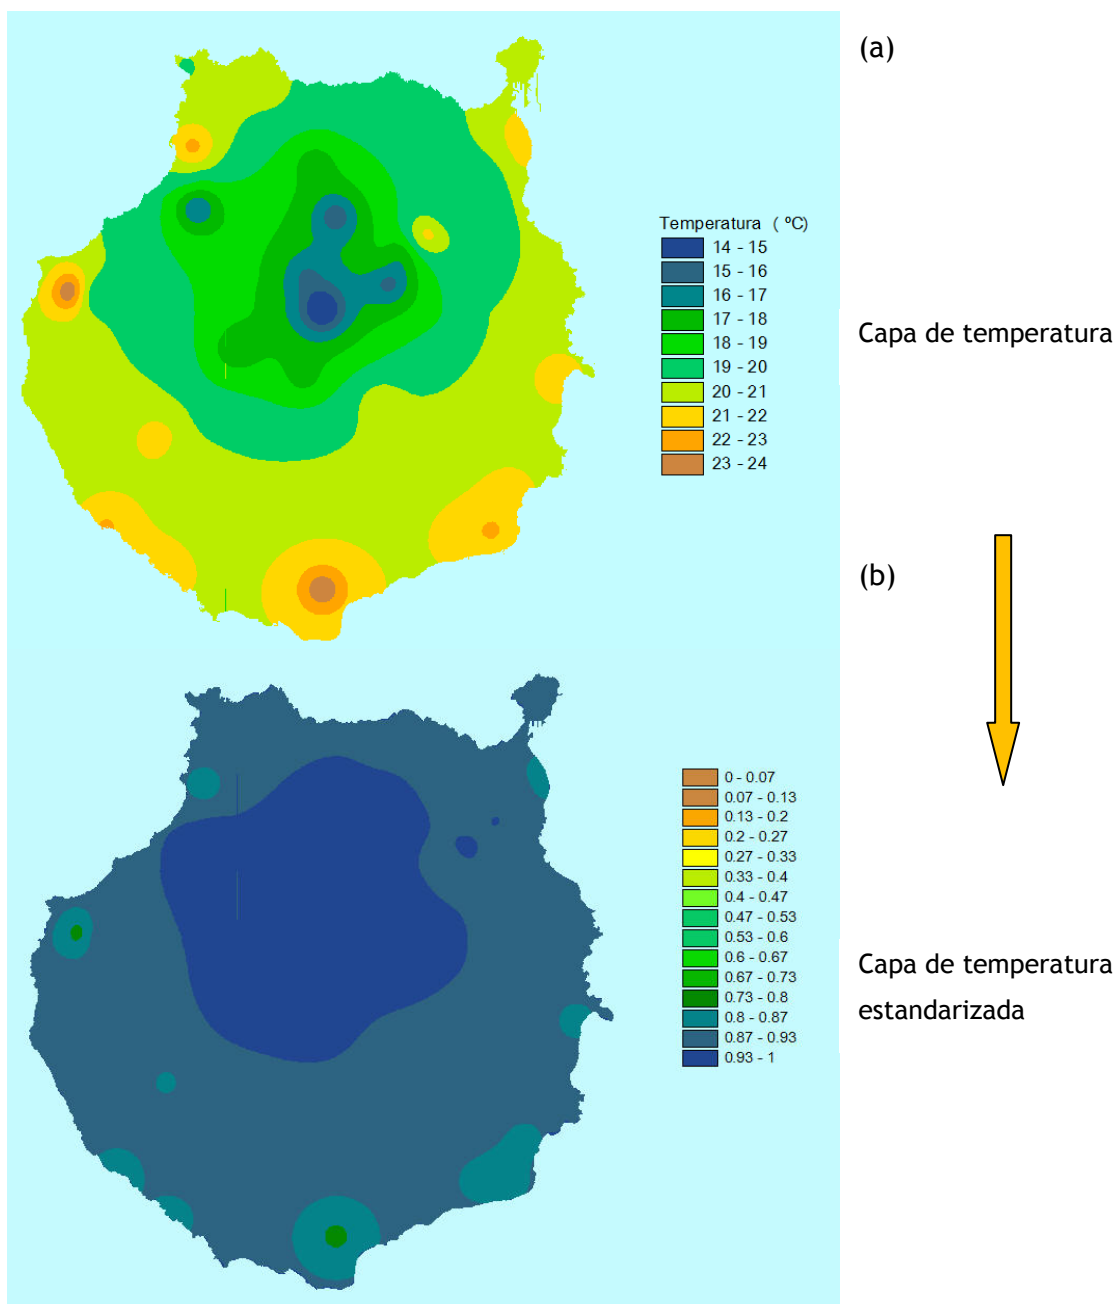 (a)
Temperatura ( ºC)
14 - 15
15 - 16
16 - 17
17 - 18
18 - 19
19 - 20
20 - 21
21 - 22
22 - 23
23 - 24
Capa de temperatura
(b)
0 - 0.07
0.07 - 0.13
0.13 - 0.2
0.2 - 0.27
0.27 - 0.33
0.33 - 0.4
0.4 - 0.47
0.47 - 0.53
0.53 - 0.6
0.6 - 0.67
0.67 - 0.73
0.73 - 0.8
0.8 - 0.87
0.87 - 0.93
0.93 - 1
Capa de temperatura
estandarizada